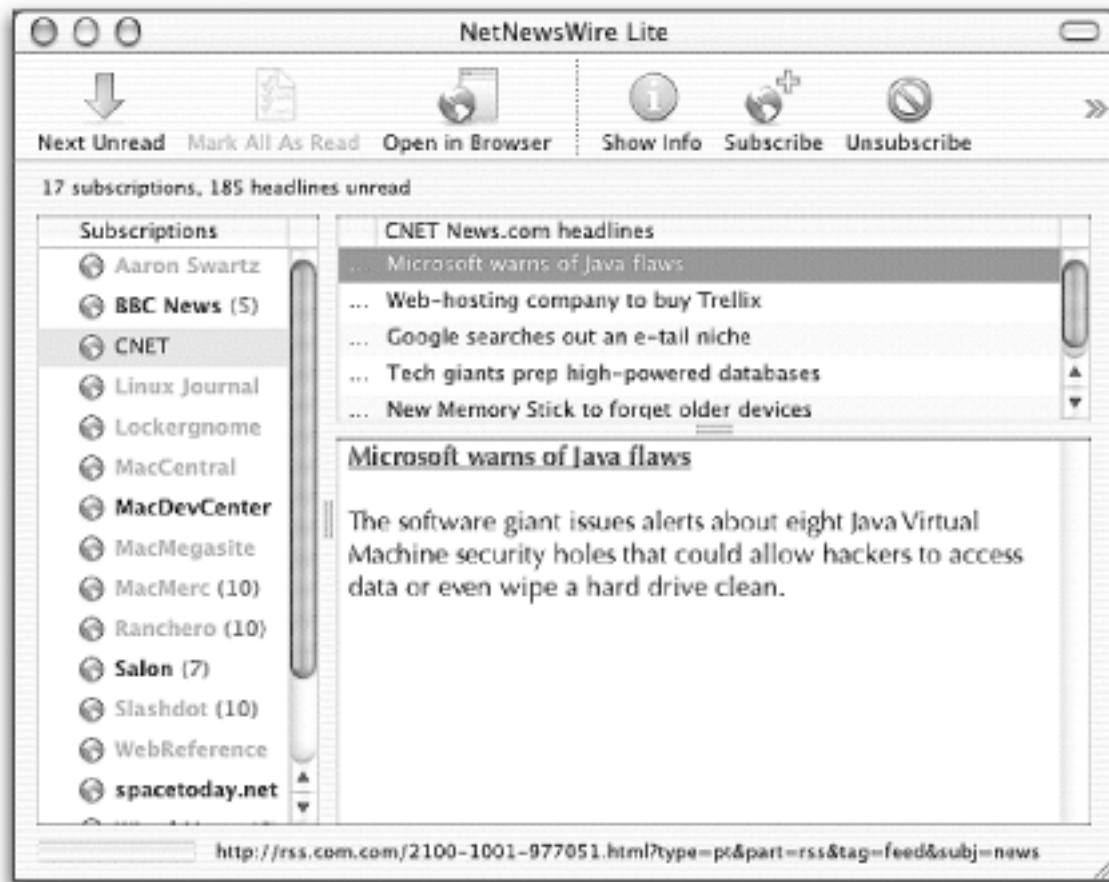 NetNewsWire Lite
Next Unread
Mark All As Read
Open in Browser
Show Info
Subscribe
Unsubscribe
17 subscriptions, 185 headlines unread
Subscriptions
Aaron Swartz
BBC News (5)
CNET
Linux Journal
Lockergnome
MacCentral
MacDevCenter
MacMegasite
MacMerc (10)
Ranchero (10)
Salon (7)
Slashdot (10)
WebReference
spacetoday.net
CNET News.com headlines
... Microsoft warns of Java flaws
... Web-hosting company to buy Trellix
... Google searches out an e-tail niche
... Tech giants prep high-powered databases
... New Memory Stick to forget older devices
Microsoft warns of Java flaws
The software giant issues alerts about eight Java Virtual
Machine security holes that could allow hackers to access
data or even wipe a hard drive clean.
http://rss.com.com/2100-1001-977051.html?type=pt&part=rss&tag=feed&subj=news